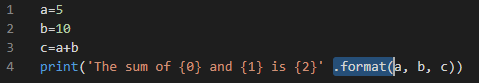 1 a=5
2 b=10
3 c=a+b
4 print('The sum of {0} and {1} is {2}' .format(a, b, c))